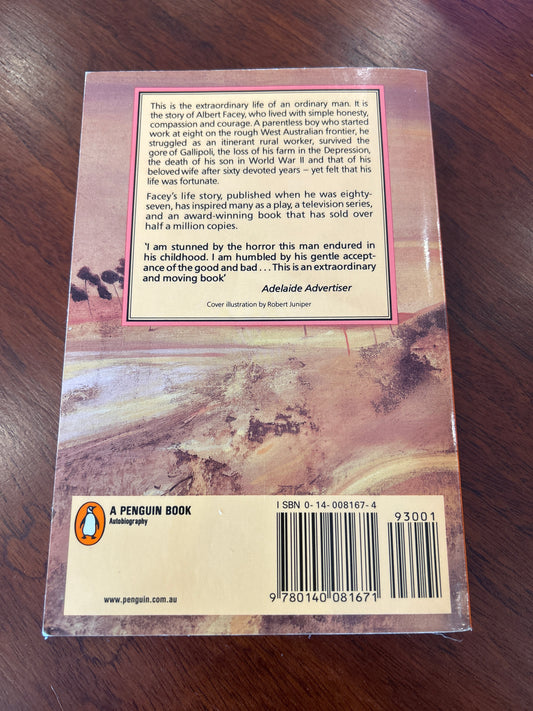 This is the extraordinary life of an ordinary man. It is
the story of Albert Facey, who lived with simple honesty,
compassion and courage. A parentless boy who started
work at eight on the rough West Australian frontier, he
struggled as an itinerant rural worker, survived the
gore of Gallipoli, the loss of his farm in the Depression,
the death of his son in World War II and that of his
beloved wife after sixty devoted years – yet felt that his
life was fortunate.
Facey's life story, published when he was eighty-
seven, has inspired many as a play, a television series,
and an award-winning book that has sold over
half a million copies.
'I am stunned by the horror this man endured in
his childhood. I am humbled by his gentle accept-
ance of the good and bad . . . This is an extraordinary
and moving book'
Adelaide Advertiser
Cover illustration by Robert Juniper
A PENGUIN BOOK
Autobiography
www.penguin.com.au
ISBN 0-14-008167-4
93001
9 780140 081671